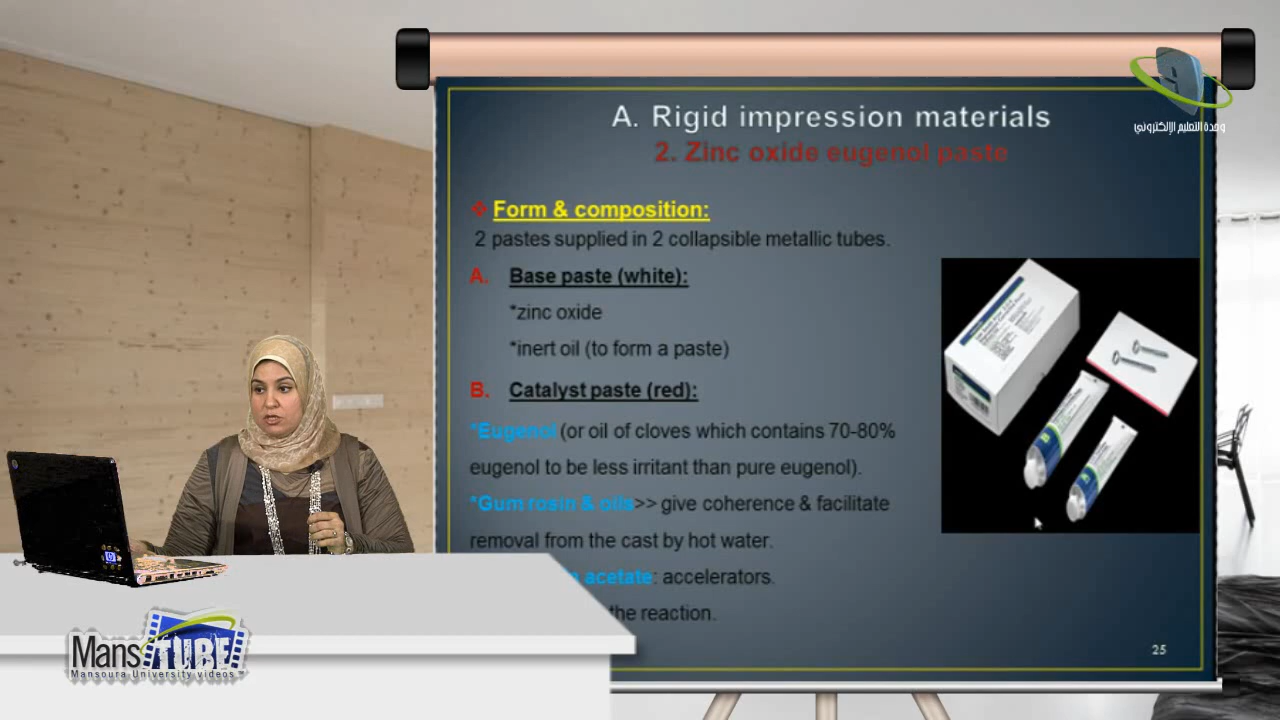 A. Rigid impression materials
2. Zinc oxide eugenol paste
وحدة التعليم الإلكتروني
Form & composition:
2 pastes supplied in 2 collapsible metallic tubes.
A. Base paste (white):
*zinc oxide
*inert oil (to form a paste)
B. Catalyst paste (red):
*Eugenol (or oil of cloves which contains 70-80%
eugenol to be less irritant than pure eugenol).
*Gum rosin & oils>> give coherence & facilitate
removal from the cast by hot water.
acetate: accelerators.
the reaction.
25
MansTUBE
Mansoura University videos